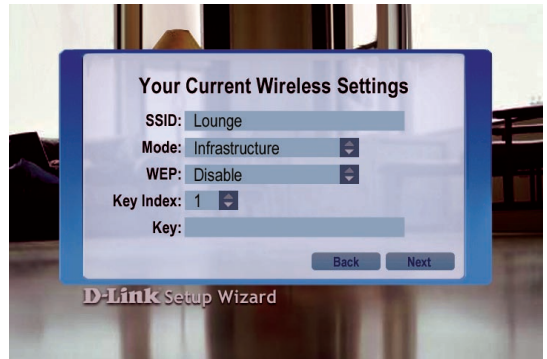 Your Current Wireless Settings
SSID: Lounge
Mode: Infrastructure
WEP: Disable
Key Index: 1
Key:
Back Next
D-Link Setup Wizard